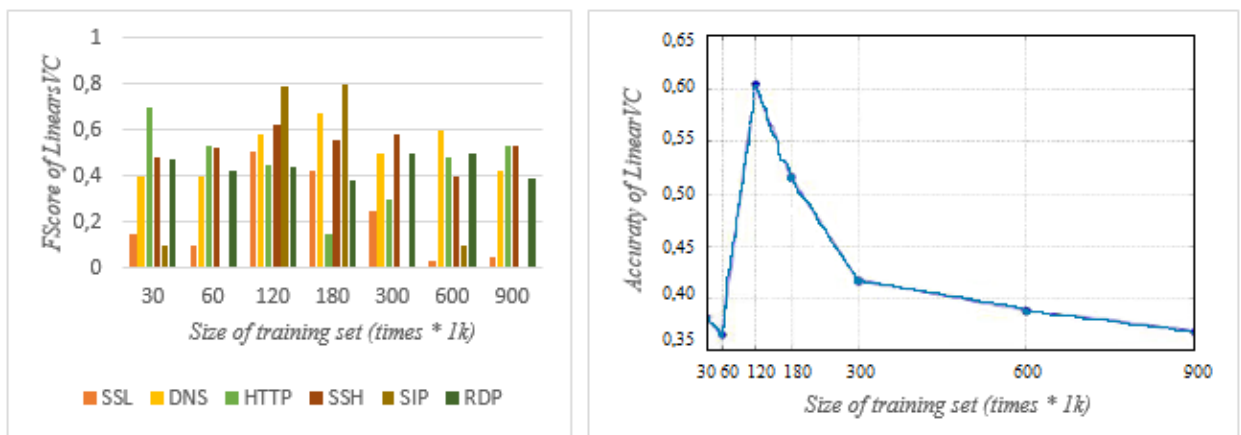 1
0,8
0,6
0,4
0,2
0
FScore of LinearsVC
30 60 120 180 300 600 900
Size of training set (times * 1k)
SSL DNS HTTP SSH SIP RDP
0,65
0,60
0,55
0,50
0,45
0,40
0,35
Accuraty of LinearVC
30 60 120 180 300 600 900
Size of training set (times * 1k)